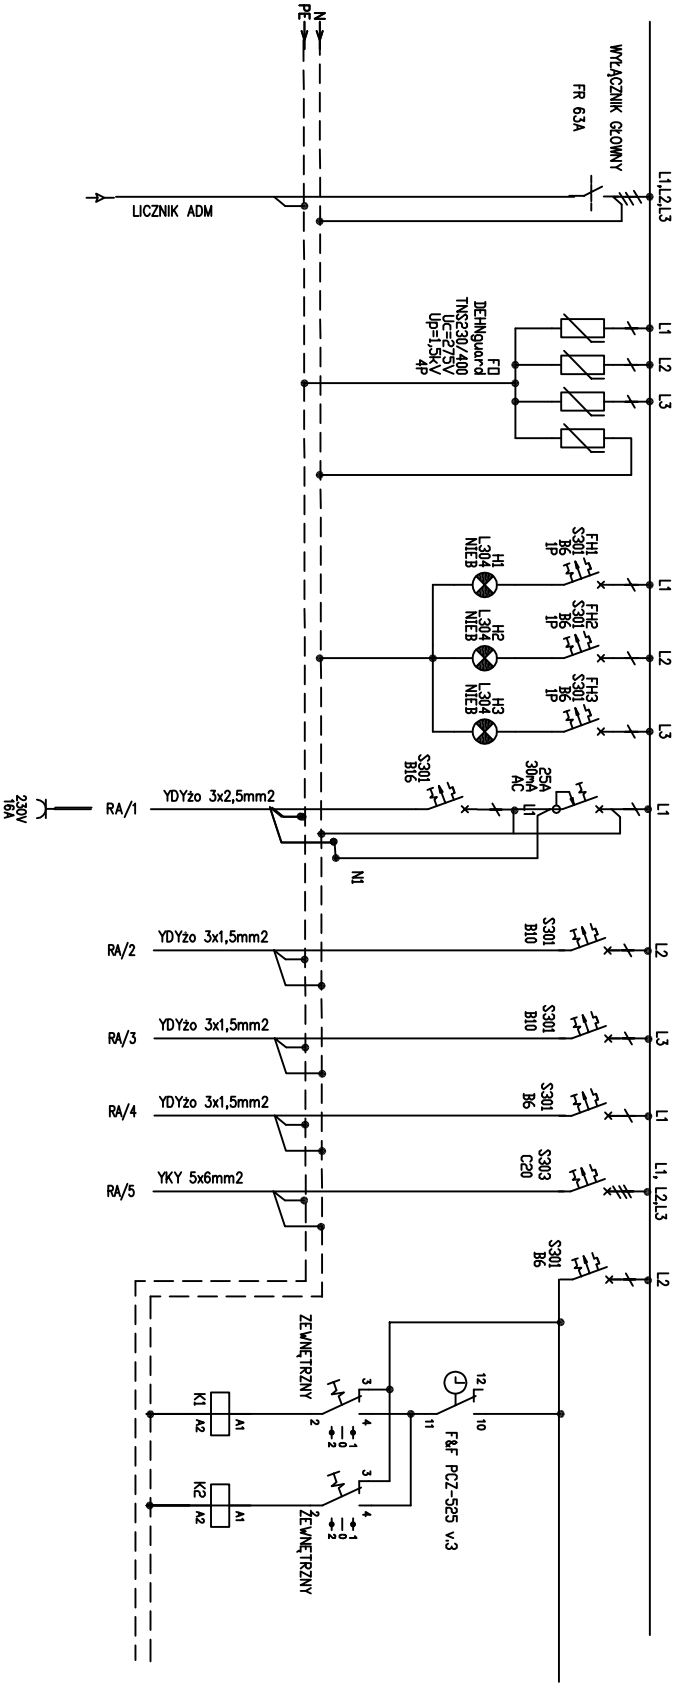 N
PE
WYŁĄCZNIK GŁOWNY
FR 63A
L1,L2,L3
LICZNIK ADM
L1
L2
L3
FD
DEHNguard
TNS230/400
Uc=275V
Up=1,5kV
4P
L1
L2
L3
FH1
S301
B6
1P
FH2
S301
B6
1P
FH3
S301
B6
1P
H1
L304
NIEB
H2
L304
NIEB
H3
L304
NIEB
L1
25A
30mA
AC
L1
S301
B16
N1
YDYżo 3x2,5mm2
RA/1
230V
16A
L2
S301
B10
YDYżo 3x1,5mm2
RA/2
L3
S301
B10
YDYżo 3x1,5mm2
RA/3
L1
S301
B6
YDYżo 3x1,5mm2
RA/4
L1,
L2,L3
S303
C20
YKY 5x6mm2
RA/5
L2
S301
B6
ZEWNĘTRZNY
12
10
11
F&F PCZ-525 v.3
3
4
2
1
0
2
K1
A1
A2
3
4
2
1
0
2
ZEWNĘTRZNY
K2
A1
A2